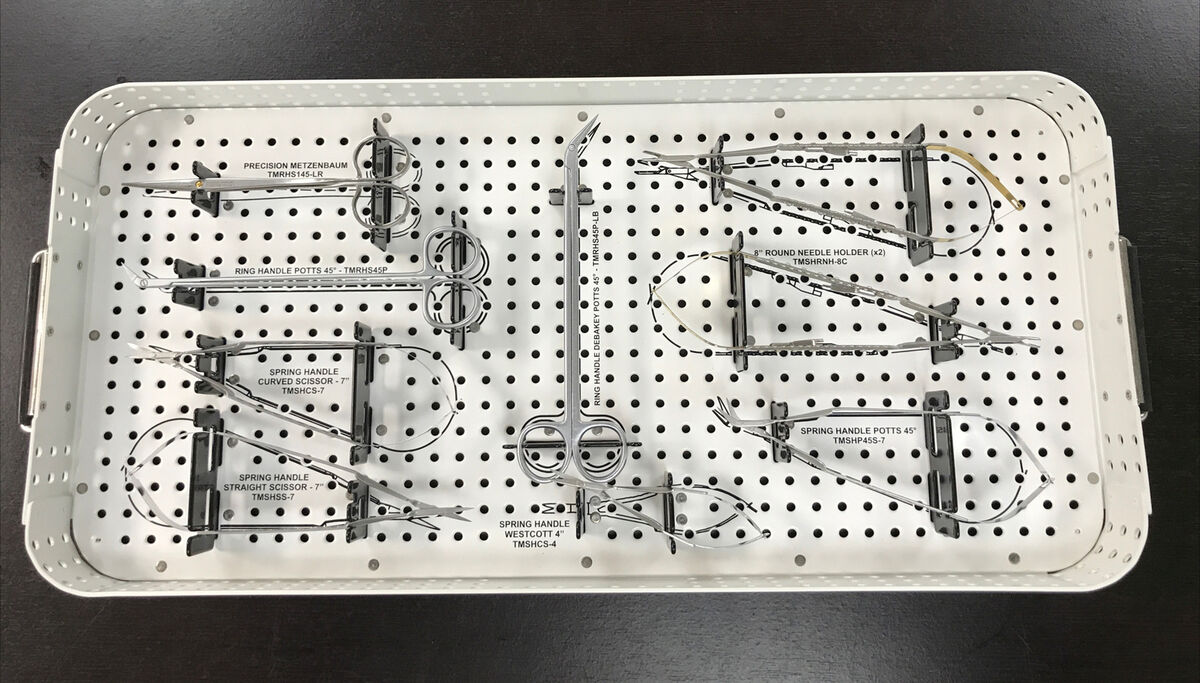 PRECISION METZENBAUM
TMRHS145-LR
RING HANDLE POTTS 45° - TMRHS45P
SPRING HANDLE
CURVED SCISSOR - 7"
TMSHCS-7
SPRING HANDLE
STRAIGHT SCISSOR - 7"
TMSHSS-7
RING HANDLE DEBAKEY POTTS 45° - TMRHS45P-LB
SPRING HANDLE
WESTCOTT 4"
TMSHCS-4
8" ROUND NEEDLE HOLDER (x2)
TMSHRNH-8C
SPRING HANDLE POTTS 45°
TMSHP45S-7